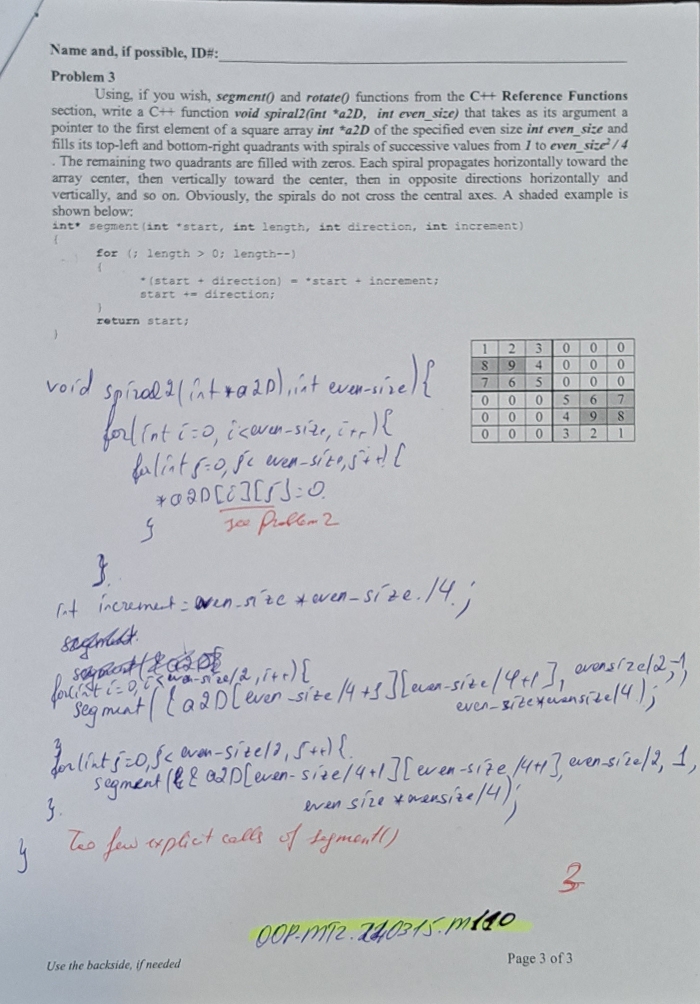 Name and, if possible, ID#:
Problem 3
Using, if you wish, segment() and rotate() functions from the C++ Reference Functions
section, write a C++ function void spiral2(int *a2D, int even_size) that takes as its argument a
pointer to the first element of a square array int *a2D of the specified even size int even_size and
fills its top-left and bottom-right quadrants with spirals of successive values from 1 to even_size²/ 4
. The remaining two quadrants are filled with zeros. Each spiral propagates horizontally toward the
array center, then vertically toward the center, then in opposite directions horizontally and
vertically, and so on. Obviously, the spirals do not cross the central axes. A shaded example is
shown below:
int* segment(int *start, int length, int direction, int increment)
{
for (; length > 0; length--)
{
*(start + direction) = *start + increment;
start += direction;
}
return start;
}
1 2 3 0 0 0
8 9 4 0 0 0
7 6 5 0 0 0
0 0 0 5 6 7
0 0 0 4 9 8
0 0 0 3 2 1
void spiral2(int *a2D), int even-size){
for(int i=0, i<even-size, i++){
for(int j=0, j< even-size, j++){
*a2D[i][j]=0.
}
see Problem 2
}.
int increment = even-size * even-size./4.;
segment.
segment(& a2D[
for(int i=0, i<even-size/2, i++){
segment({ a2D[even-size/4+1][even-size/4+1], evensize/2,-1,
even-size*evensize/4);
}
for(int j=0, j< even-size/2, j++){
segment(& a2D[even-size/4+1][even-size/4+1], even-size/2, 1,
even size * evensize/4);
}.
}
Too few explicit calls of segment()
3
OOP.MT2.240315.M110
Use the backside, if needed
Page 3 of 3